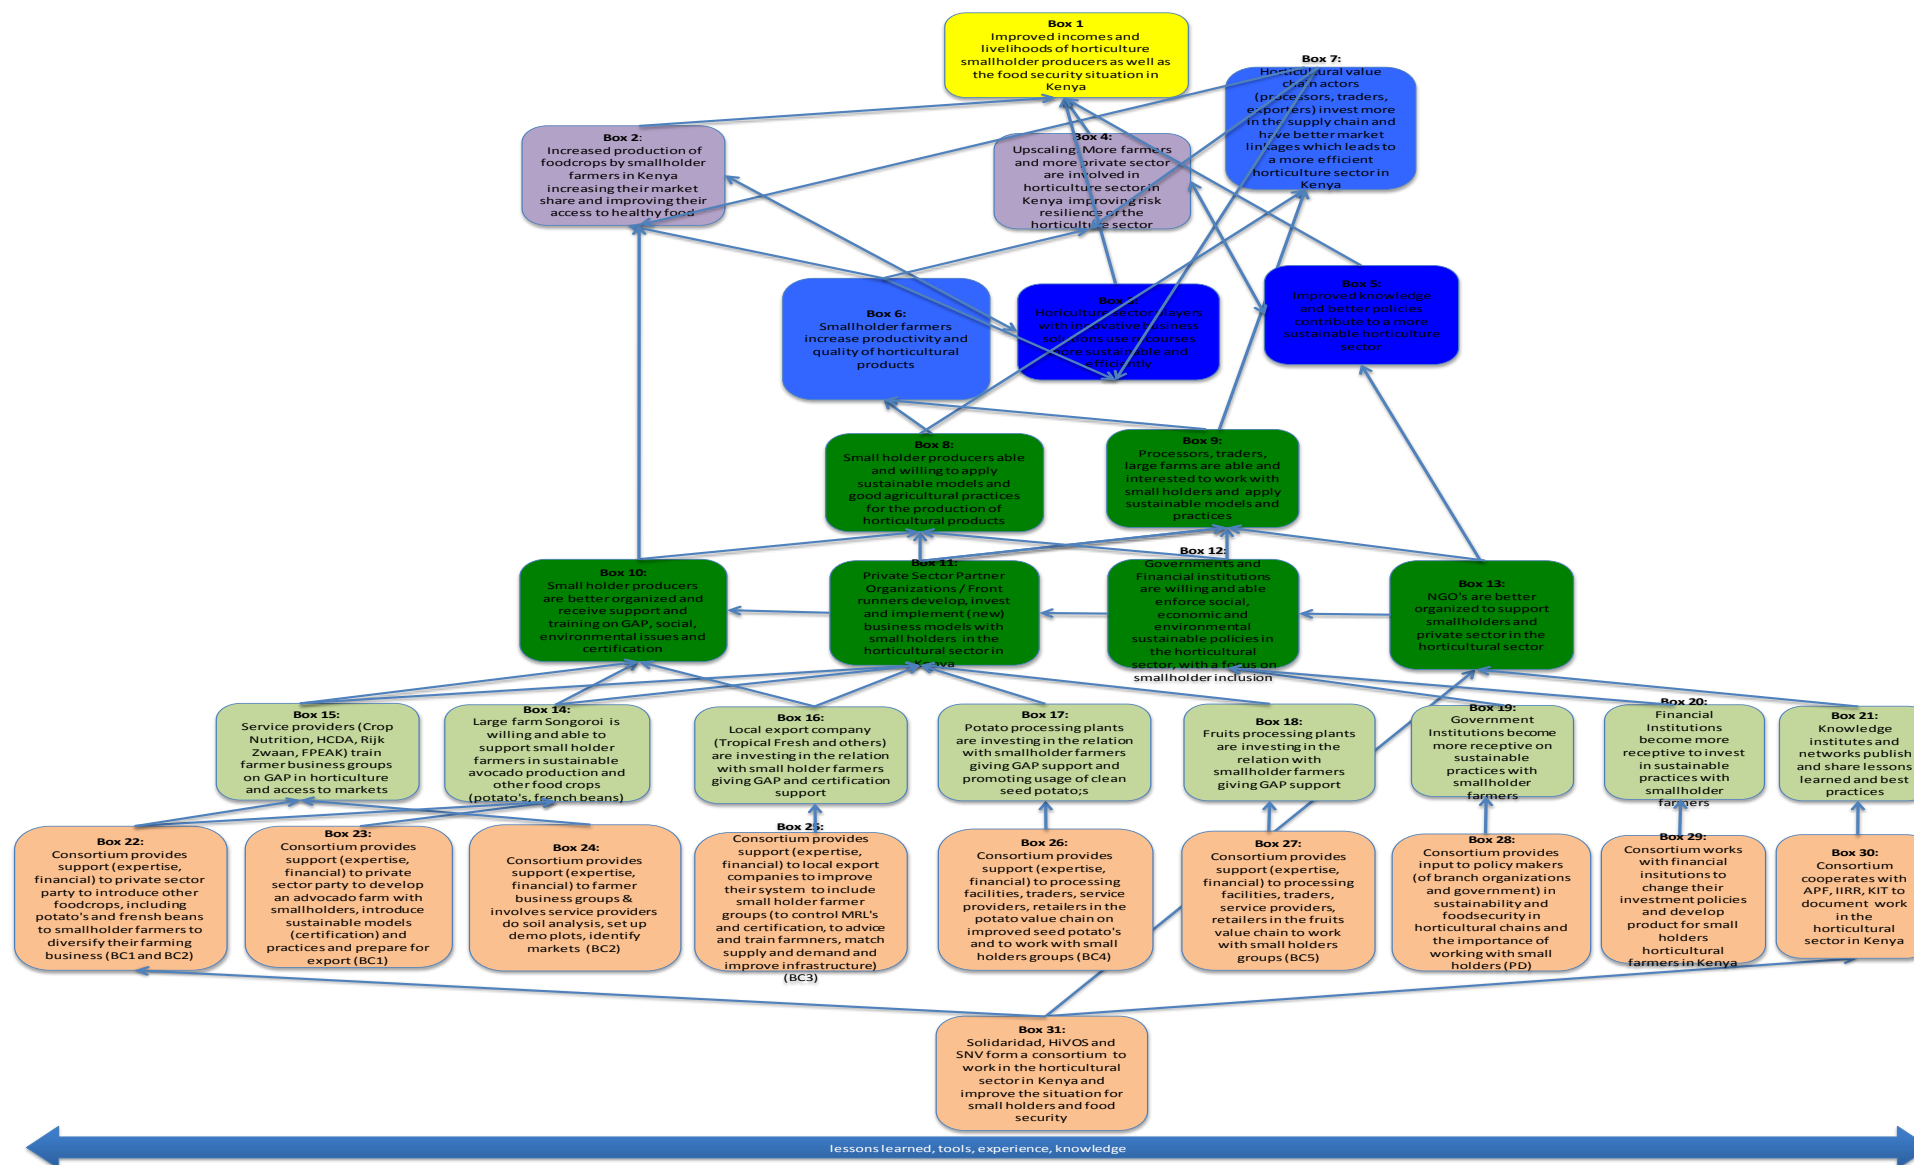 Box 1
Improved incomes and
livelihoods of horticulture
smallholder producers as well as
the food security situation in
Kenya
Box 7:
Horticultural value
chain actors
(processors, traders,
exporters) invest more
in the supply chain and
have better market
linkages which leads to
a more efficient
horticulture sector in
Kenya
Box 2:
Increased production of
foodcrops by smallholder
farmers in Kenya
increasing their market
share and improving their
access to healthy food
Box 4:
Upscaling: More farmers
and more private sector
are involved in
horticulture sector in
Kenya improving risk
resilience of the
horticulture sector
Box 6:
Smallholder farmers
increase productivity and
quality of horticultural
products
Box
Horticulture sector players
with innovative business
solutions use recourses
more sustainable and
efficiently
Box 5:
Improved knowledge
and better policies
contribute to a more
sustainable horticulture
sector
Box 8:
Small holder producers able
and willing to apply
sustainable models and
good agricultural practices
for the production of
horticultural products
Box 9:
Processors, traders,
large farms are able and
interested to work with
small holders and apply
sustainable models and
practices
Box 10:
Small holder producers
are better organized and
receive support and
training on GAP, social,
environmental issues and
certification
Box 11:
Private Sector Partner
Organizations / Front
runners develop, invest
and implement (new)
business models with
small holders in the
horticultural sector in
Kenya
Box 12:
Governments and
Financial institutions
are willing and able
enforce social,
economic and
environmental
sustainable policies in
the horticultural
sector, with a focus on
smallholder inclusion
Box 13:
NGO's are better
organized to support
smallholders and
private sector in the
horticultural sector
Box 15:
Service providers (Crop
Nutrition, HCDA, Rijk
Zwaan, FPEAK) train
farmer business groups
on GAP in horticulture
and access to markets
Box 14:
Large farm Songoroi is
willing and able to
support small holder
farmers in sustainable
avocado production and
other food crops
(potato's, french beans)
Box 16:
Local export company
(Tropical Fresh and others)
are investing in the relation
with small holder farmers
giving GAP and certification
support
Box 17:
Potato processing plants
are investing in the relation
with smallholder farmers
giving GAP support and
promoting usage of clean
seed potato;s
Box 18:
Fruits processing plants
are investing in the
relation with
smallholder farmers
giving GAP support
Box 19:
Government
Institutions become
more receptive on
sustainable
practices with
smallholder
farmers
Box 20:
Financial
Institutions
become more
receptive to invest
in sustainable
practices with
smallholder
farmers
Box 21:
Knowledge
institutes and
networks publish
and share lessons
learned and best
practices
Box 22:
Consortium provides
support (expertise,
financial) to private sector
party to introduce other
foodcrops, including
potato's and frensh beans
to smallholder farmers to
diversify their farming
business (BC1 and BC2)
Box 23:
Consortium provides
support (expertise,
financial) to private
sector party to develop
an advocado farm with
smallholders, introduce
sustainable models
(certification) and
practices and prepare for
export (BC1)
Box 24:
Consortium provides
support (expertise,
financial) to farmer
business groups &
involves service providers
do soil analysis, set up
demo plots, identify
markets (BC2)
Box 25:
Consortium provides
support (expertise,
financial) to local export
companies to improve
their system to include
small holder farmer
groups (to control MRL's
and certification, to advice
and train farmners, match
supply and demand and
improve infrastructure)
(BC3)
Box 26:
Consortium provides
support (expertise,
financial) to processing
facilities, traders, service
providers, retailers in the
potato value chain on
improved seed potato's
and to work with small
holders groups (BC4)
Box 27:
Consortium provides
support (expertise,
financial) to processing
facilities, traders,
service providers,
retailers in the fruits
value chain to work
with small holders
groups (BC5)
Box 28:
Consortium provides
input to policy makers
(of branch organizations
and government) in
sustainability and
foodsecurity in
horticultural chains and
the importance of
working with small
holders (PD)
Box 29:
Consortium works
with financial
insitutions to
change their
investment policies
and develop
product for small
holders
horticultural
farmers in Kenya
Box 30:
Consortium
cooperates with
APF, IIRR, KIT to
document work
in the
horticultural
sector in Kenya
Box 31:
Solidaridad, HiVOS and
SNV form a consortium to
work in the horticultural
sector in Kenya and
improve the situation for
small holders and food
security
lessons learned, tools, experience, knowledge